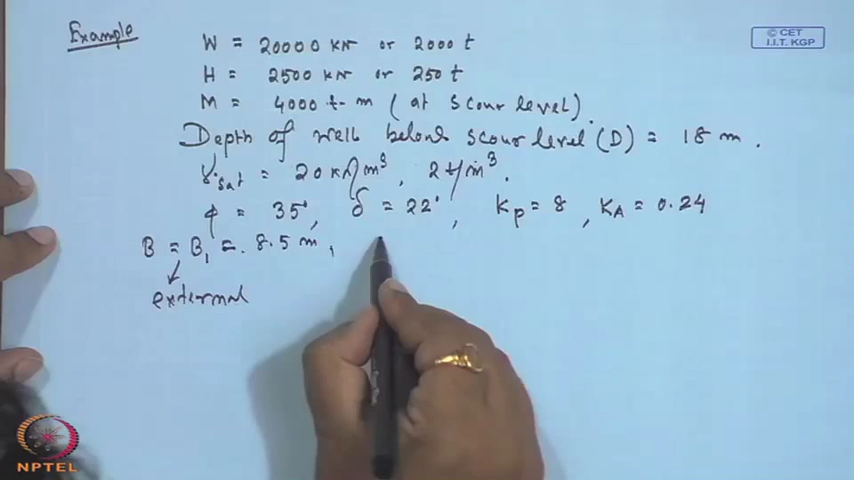 Example
© CET
I.I.T. KGP
W = 20000 kN or 2000 t
H = 2500 kN or 250 t
M = 4000 t-m (at scour level).
Depth of well below scour level (D) = 18 m.
γsat = 20 kN/m³, 2 t/m³.
φ = 35°, δ = 22°, Kp = 8, KA = 0.24
B = B1 = 8.5 m,
external
NPTEL